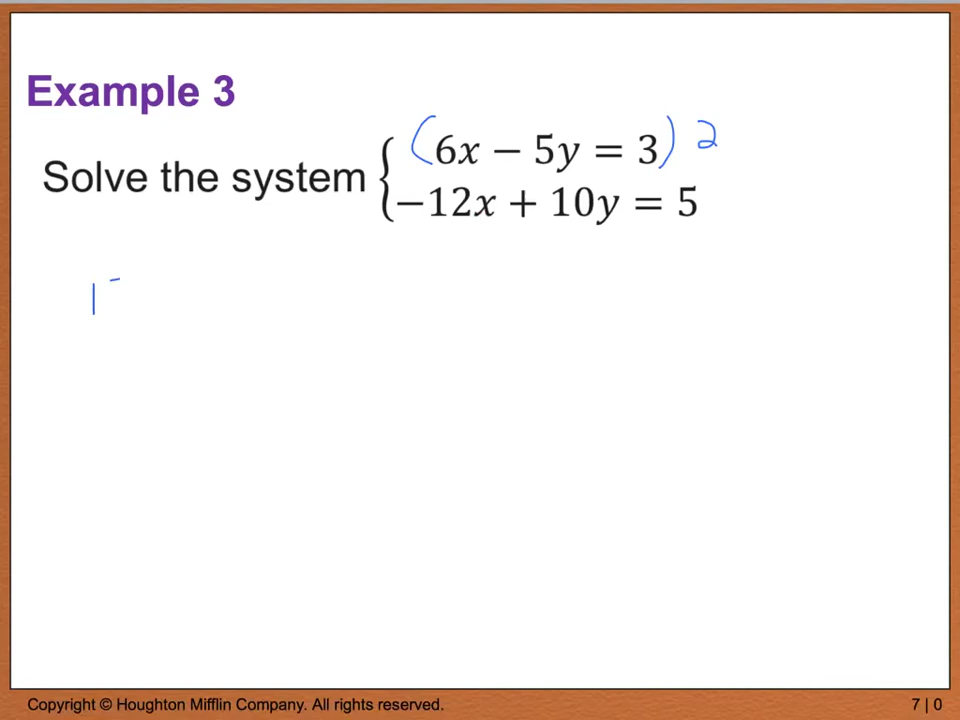 Example 3
Solve the system { (6x − 5y = 3) 2
−12x + 10y = 5
1
Copyright © Houghton Mifflin Company. All rights reserved. 7 | 0